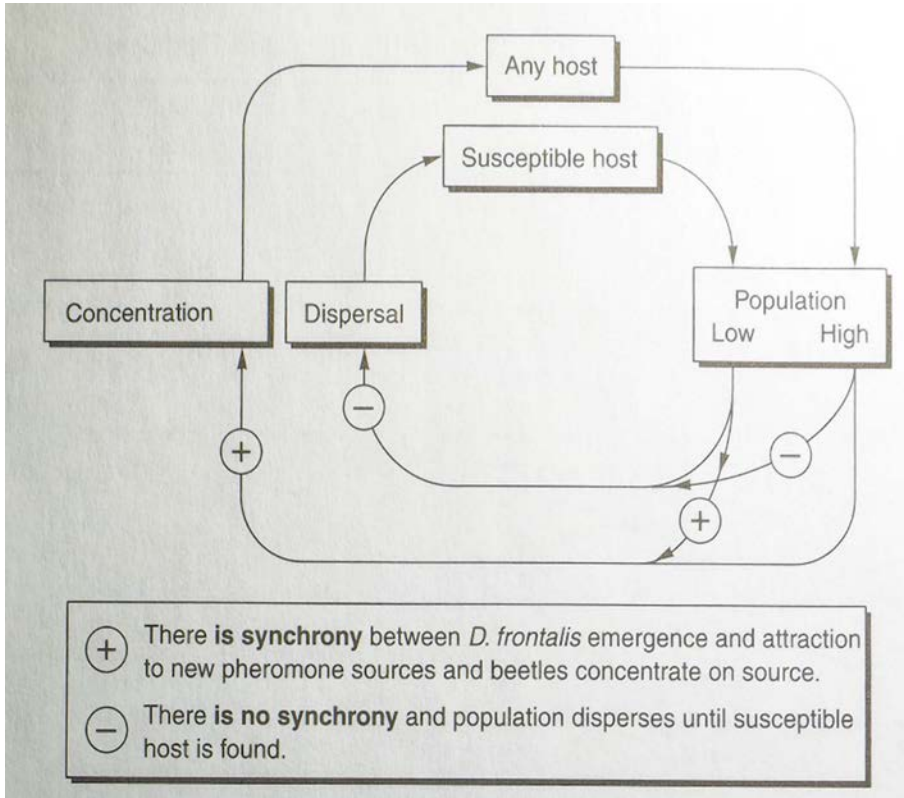 Any host
Susceptible host
Concentration
Dispersal
Population
Low High
−
+
−
+
+ There is synchrony between D. frontalis emergence and attraction
to new pheromone sources and beetles concentrate on source.
− There is no synchrony and population disperses until susceptible
host is found.